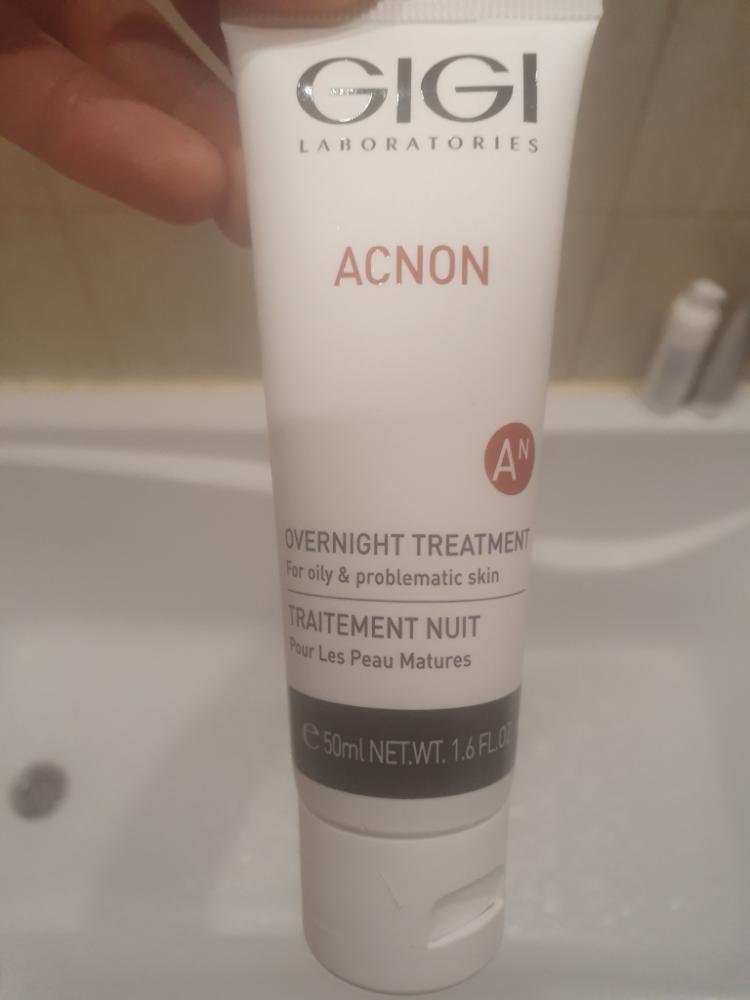 GIGI
LABORATORIES
ACNON
AN
OVERNIGHT TREATMENT
For oily & problematic skin
TRAITEMENT NUIT
Pour Les Peau Matures
℮ 50ml NET.WT. 1.6 FL.OZ